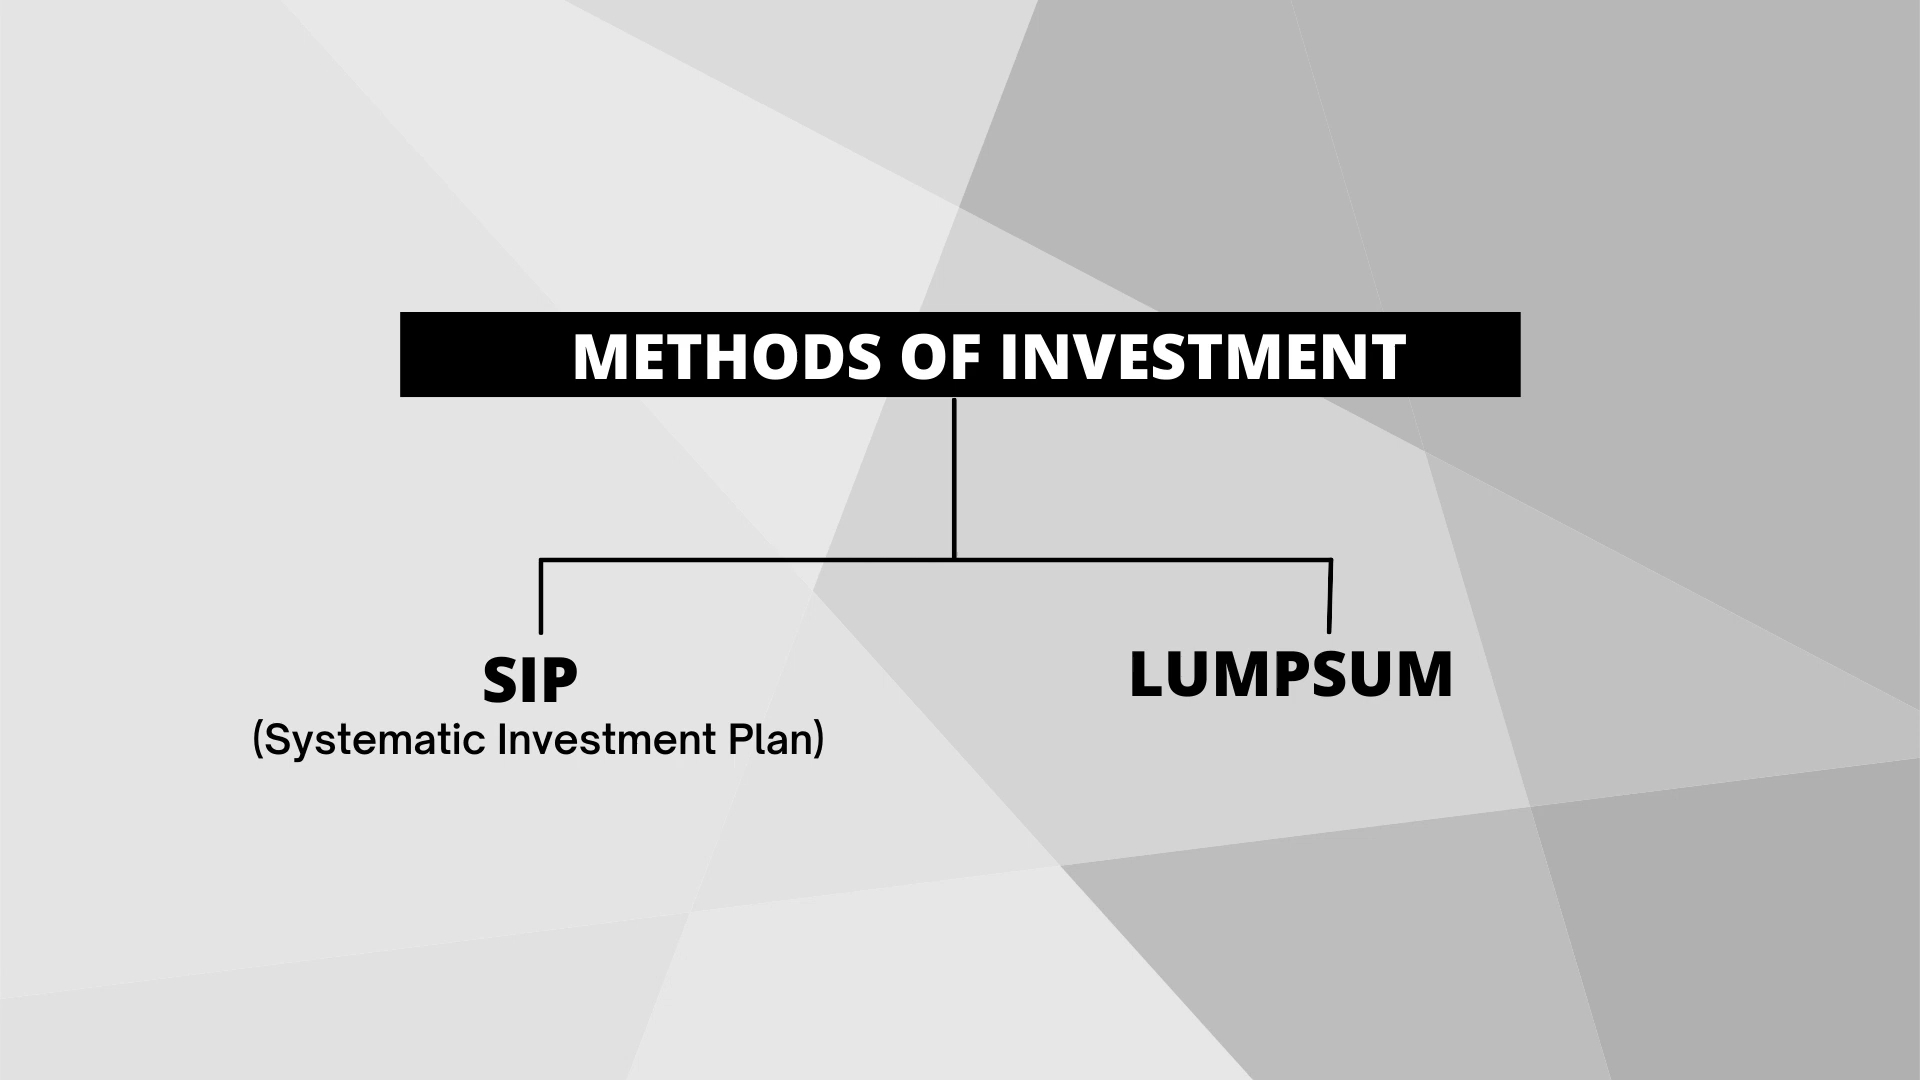 METHODS OF INVESTMENT
SIP
(Systematic Investment Plan)
LUMPSUM